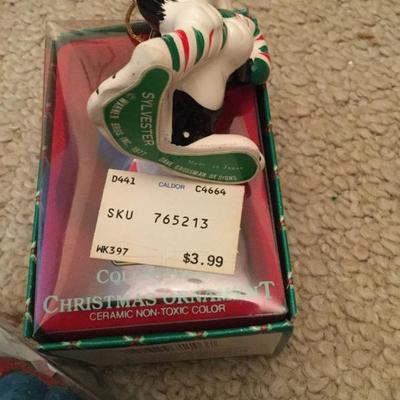 SYLVESTER
© WARNER BROS. INC. 1977
Made in Japan
DAVE GROSSMAN DESIGNS
D441 CALDOR C4664
SKU 765213
WK397 $3.99
CHRISTMAS ORNAMENT
CERAMIC NON-TOXIC COLOR